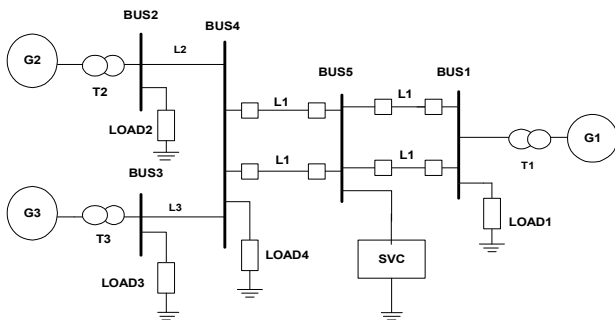 BUS2
BUS4
G2
L2
T2
LOAD2
BUS5
BUS1
L1
L1
L1
L1
G1
T1
BUS3
G3
L3
T3
LOAD3
LOAD4
SVC
LOAD1